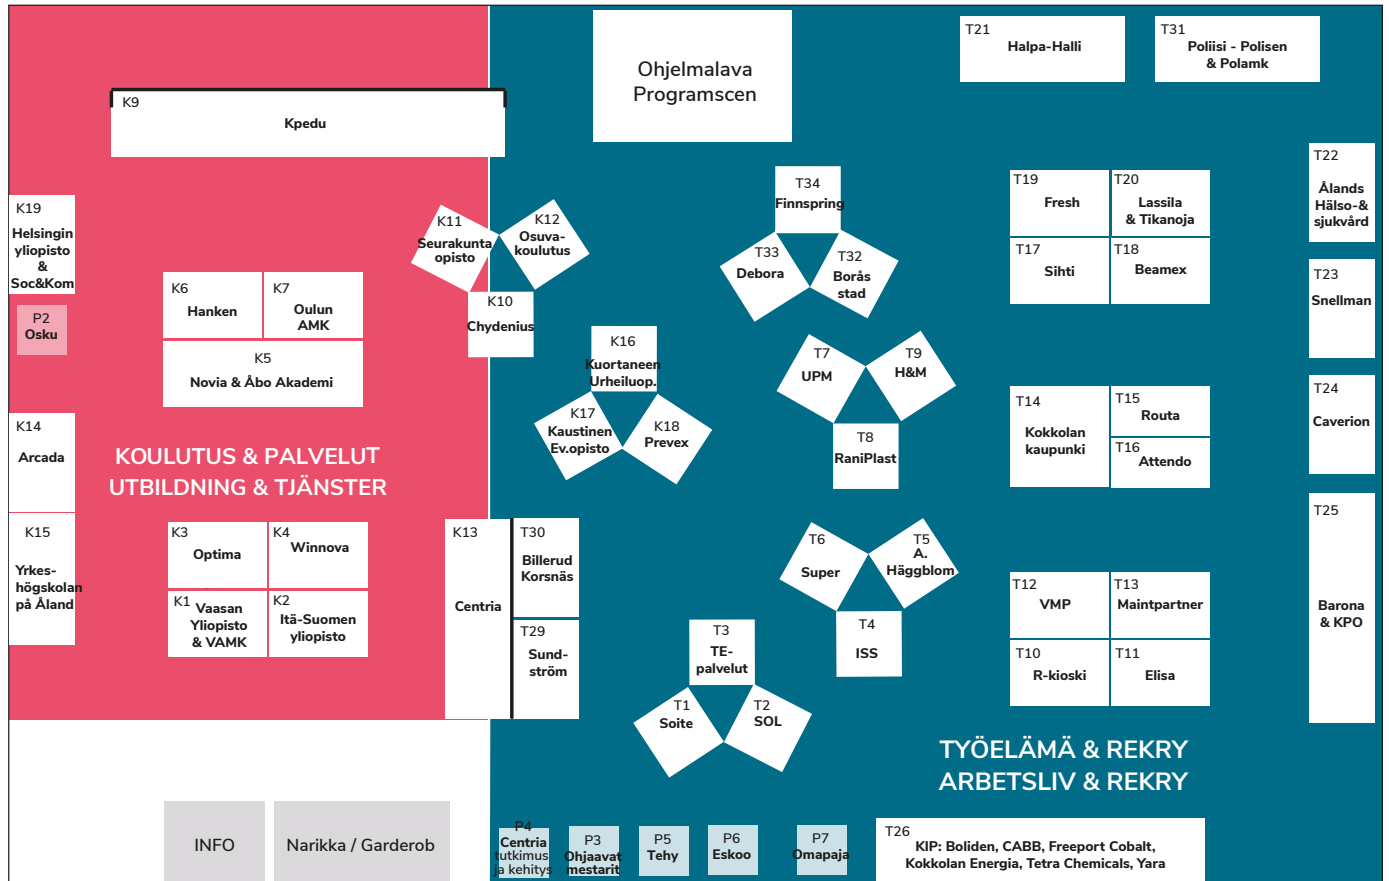 Ohjelmalava
Programscen
T21
Halpa-Halli
T31
Poliisi - Polisen
& Polamk
K9
Kpedu
K19
Helsingin
yliopisto
&
Soc&Kom
P2
Osku
K6
Hanken
K7
Oulun
AMK
K5
Novia & Åbo Akademi
K11
Seurakunta
opisto
K12
Osuva-
koulutus
K10
Chydenius
T34
Finnspring
T33
Debora
T32
Borås
stad
T19
Fresh
T20
Lassila
& Tikanoja
T17
Sihti
T18
Beamex
T22
Ålands
Hälso-&
sjukvård
T23
Snellman
K16
Kuortaneen
Urheiluop.
K17
Kaustinen
Ev.opisto
K18
Prevex
T7
UPM
T9
H&M
T8
RaniPlast
T14
Kokkolan
kaupunki
T15
Routa
T16
Attendo
T24
Caverion
K14
Arcada
KOULUTUS & PALVELUT
UTBILDNING & TJÄNSTER
K15
Yrkes-
högskolan
på Åland
K3
Optima
K4
Winnova
K1
Vaasan
Yliopisto
& VAMK
K2
Itä-Suomen
yliopisto
K13
Centria
T30
Billerud
Korsnäs
T29
Sund-
ström
T6
Super
T5
A.
Häggblom
T4
ISS
T3
TE-
palvelut
T1
Soite
T2
SOL
T12
VMP
T13
Maintpartner
T10
R-kioski
T11
Elisa
T25
Barona
& KPO
TYÖELÄMÄ & REKRY
ARBETSLIV & REKRY
INFO
Narikka / Garderob
P4
Centria
tutkimus
ja kehitys
P3
Ohjaavat
mestarit
P5
Tehy
P6
Eskoo
P7
Omapaja
T26
KIP: Boliden, CABB, Freeport Cobalt,
Kokkolan Energia, Tetra Chemicals, Yara